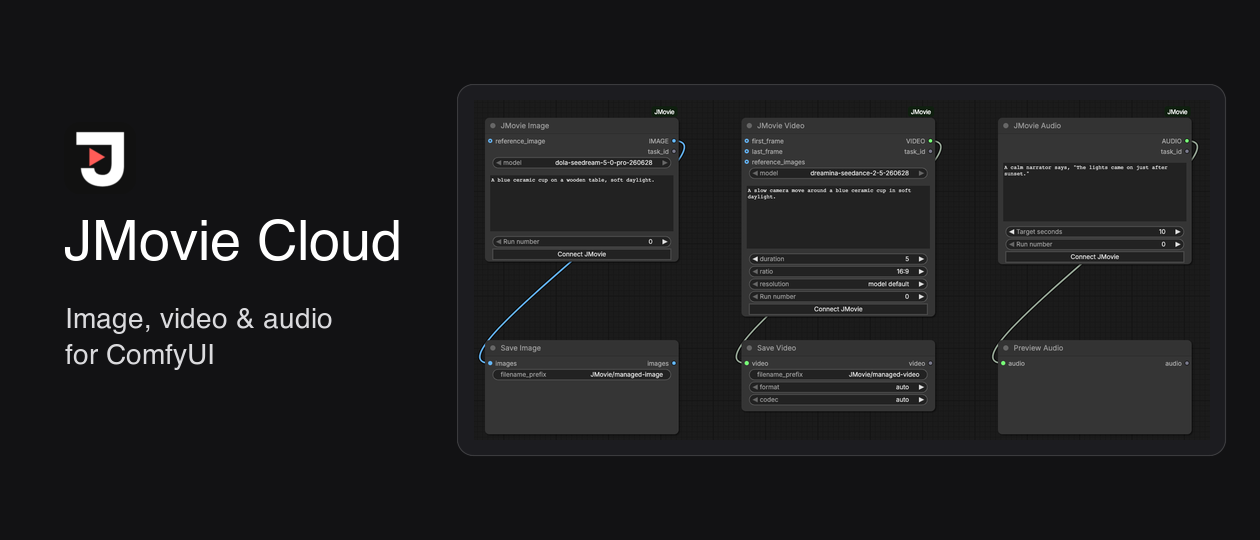 J
JMovie Cloud
Image, video & audio
for ComfyUI
JMovie
JMovie Image
reference_image
IMAGE
task_id
model
dola-seedream-5-0-pro-260628
A blue ceramic cup on a wooden table, soft daylight.
Run number
0
Connect JMovie
Save Image
images
images
filename_prefix
JMovie/managed-image
JMovie
JMovie Video
first_frame
VIDEO
last_frame
task_id
reference_images
model
dreamina-seedance-2-5-260628
A slow camera move around a blue ceramic cup in soft
daylight.
duration
5
ratio
16:9
resolution
model default
Run number
0
Connect JMovie
Save Video
video
video
filename_prefix
JMovie/managed-video
format
auto
codec
auto
JMovie
JMovie Audio
AUDIO
task_id
A calm narrator says, "The lights came on just after
sunset."
Target seconds
10
Run number
0
Connect JMovie
Preview Audio
audio
audio